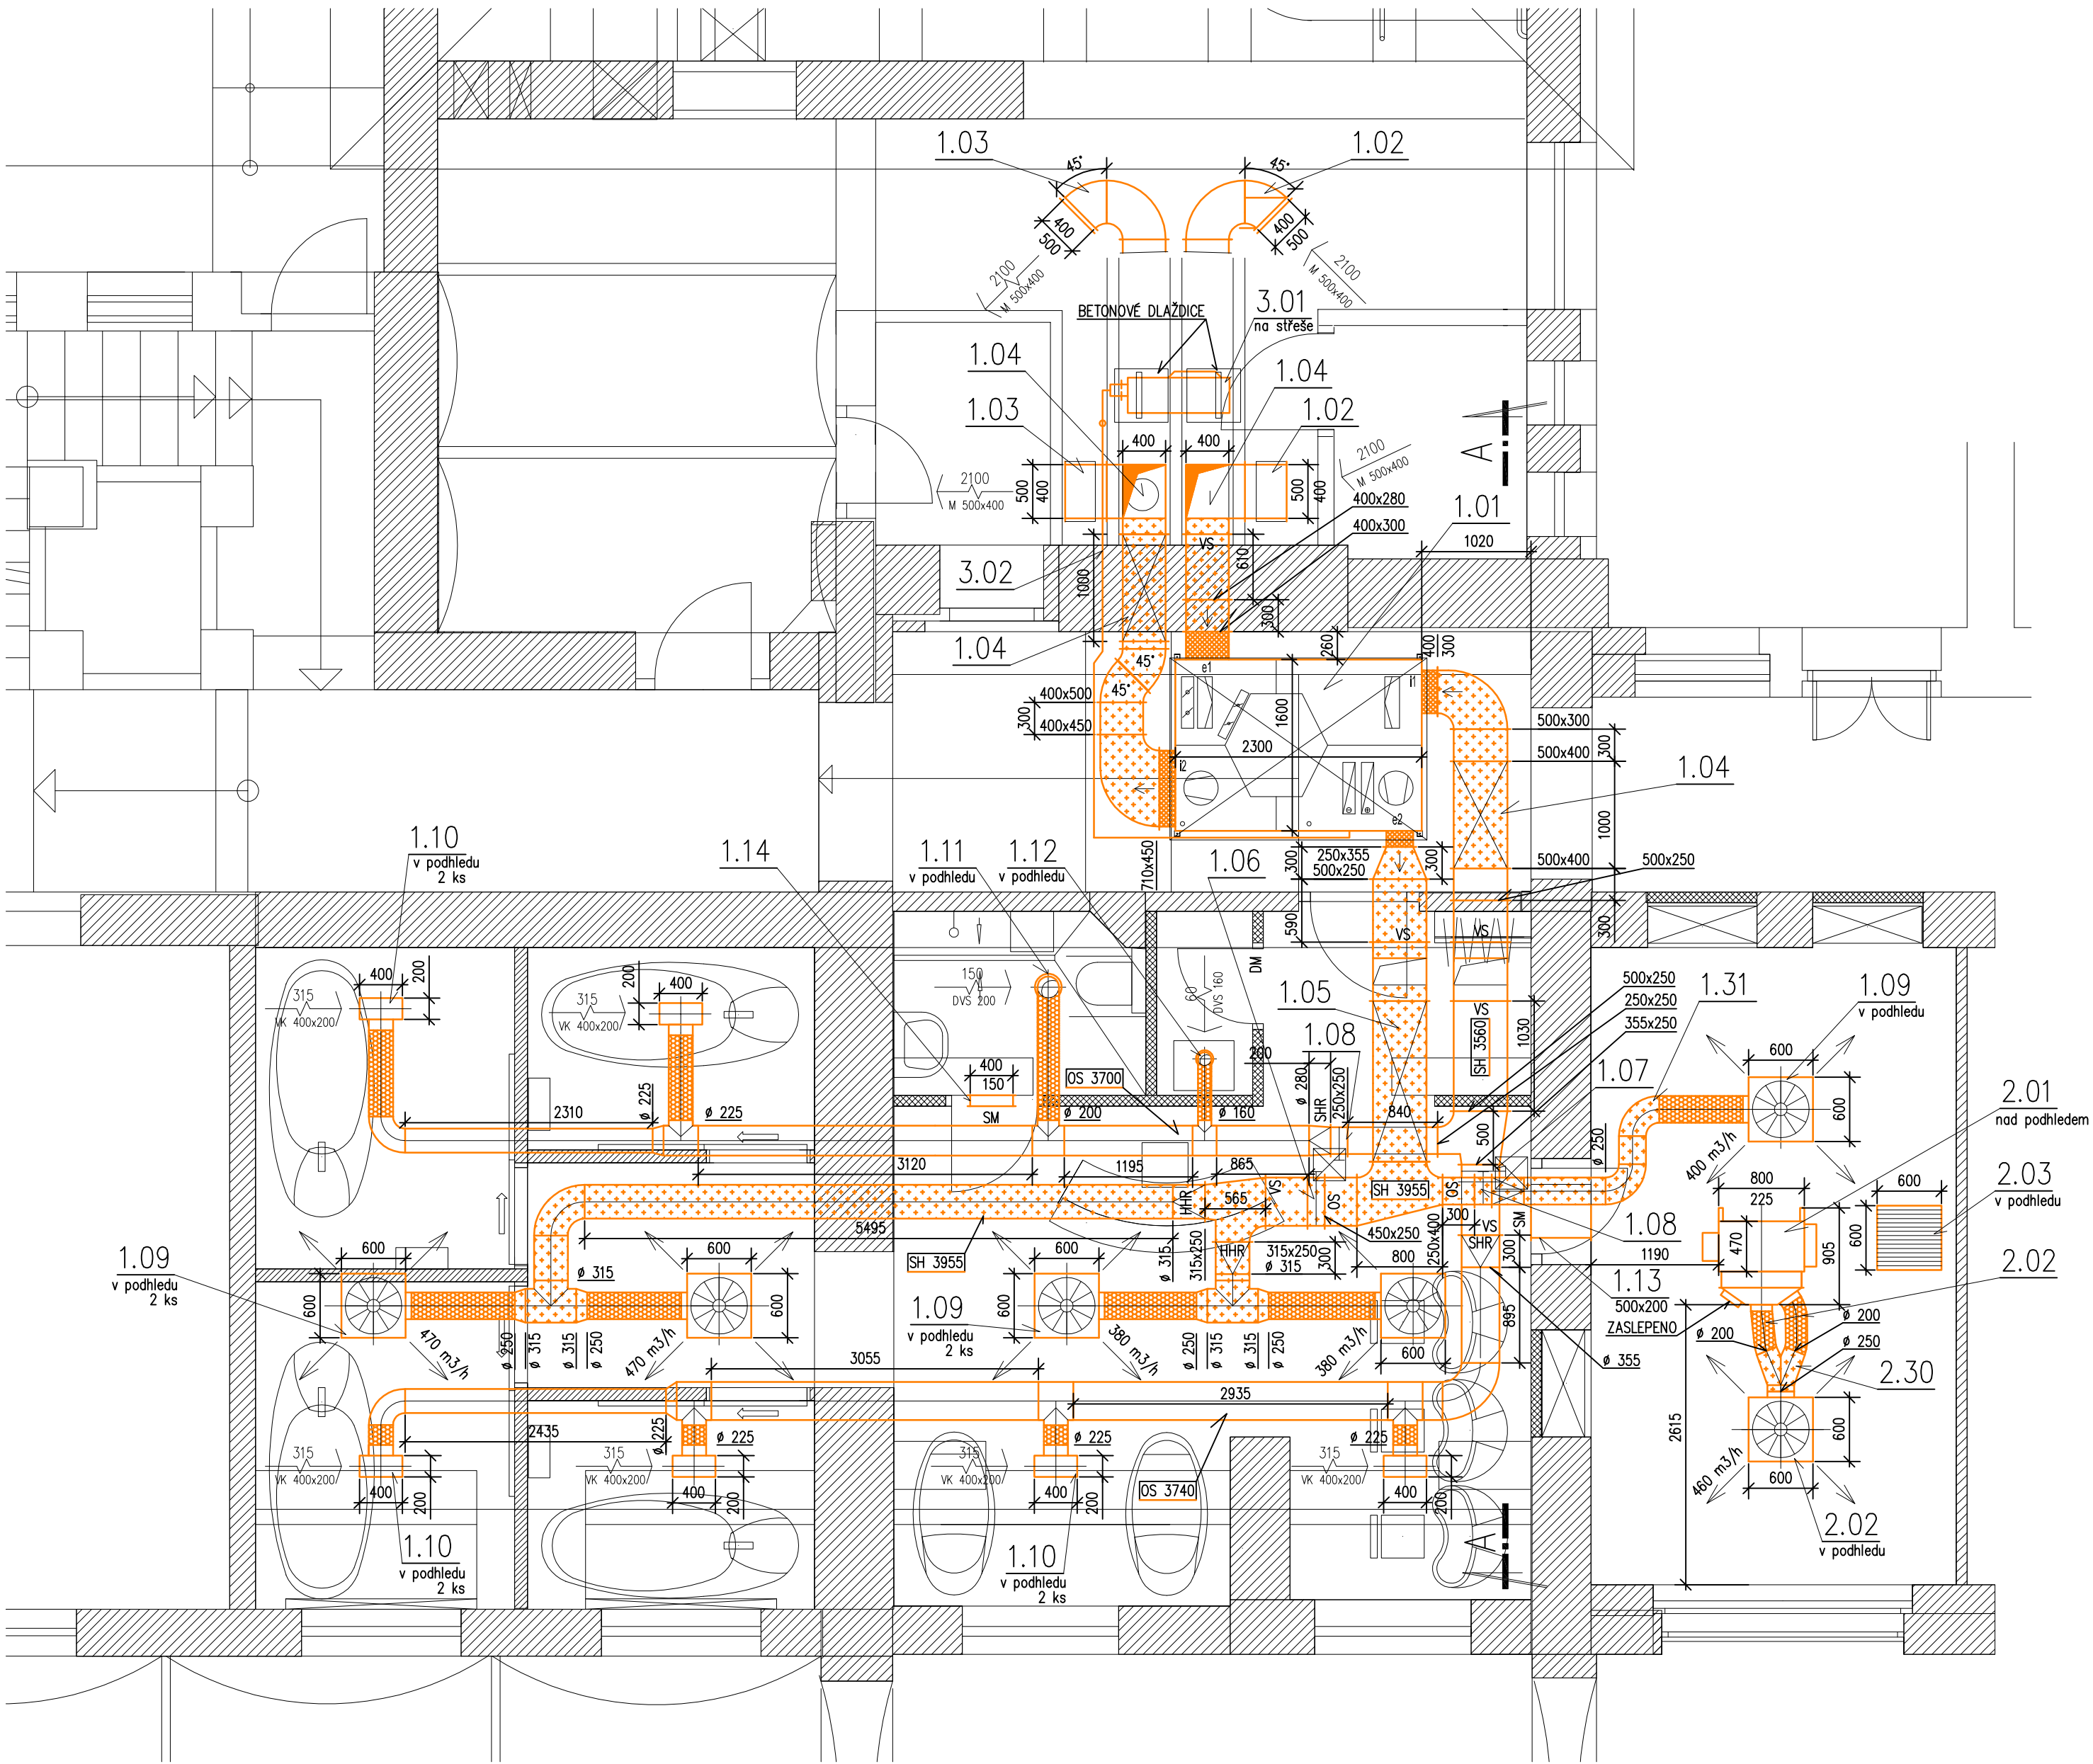 1.03
1.02
45°
45°
400
500
400
500
2100
M 500x400
2100
M 500x400
BETONOVÉ DLAŽDICE
3.01
na střeše
1.04
1.04
1.03
1.02
400
400
2100
M 500x400
A
2100
M 500x400
500
400
500
400
400x280
400x300
1.01
1020
VS
610
3.02
1000
300
1.04
260
400
300
45°
45°
e1
i1
400x500
300
400x450
1600
2300
500x300
300
500x400
1.04
i2
e2
1000
1.10
v podhledu
2 ks
1.14
1.11
v podhledu
1.12
v podhledu
1.06
710x450
300
250x355
500x250
300
500x400
500x250
590
300
VS
VS
400
200
200
400
315
VK 400x200
315
VK 400x200
150
DVS 200
60
DVS 160
DM
500x250
250x250
355x250
1.31
1.09
v podhledu
1.05
VS
SH 3560
1030
600
600
1.08
200
400
150
SM
OS 3700
ø 280
SHR
250x250
840
1.07
2.01
nad podhledem
2310
ø 225
ø 225
ø 200
ø 160
500
ø 250
400 m3/h
3120
1195
865
HHR
565
VS
OS
SH 3955
OS
800
225
600
2.03
v podhledu
5495
SH 3955
ø 315
315x250
HHR
315x250
ø 315
300
450x250
800
250x400
300
VS
SHR
SM
300
1.08
470
905
600
1190
2.02
1.09
v podhledu
2 ks
600
600
600
600
ø 315
470 m3/h
ø 250
ø 315
ø 315
ø 250
470 m3/h
1.09
v podhledu
2 ks
600
600
380 m3/h
ø 250
ø 315
ø 315
ø 250
380 m3/h
600
895
1.13
500x200
ZASLEPENO
ø 200
ø 200
ø 250
ø 355
2.30
3055
2935
2615
2435
ø 225
ø 225
ø 225
ø 225
315
VK 400x200
315
VK 400x200
315
VK 400x200
315
VK 400x200
400
200
400
200
400
200
400
200
OS 3740
A
600
600
460 m3/h
2.02
v podhledu
1.10
v podhledu
2 ks
1.10
v podhledu
2 ks